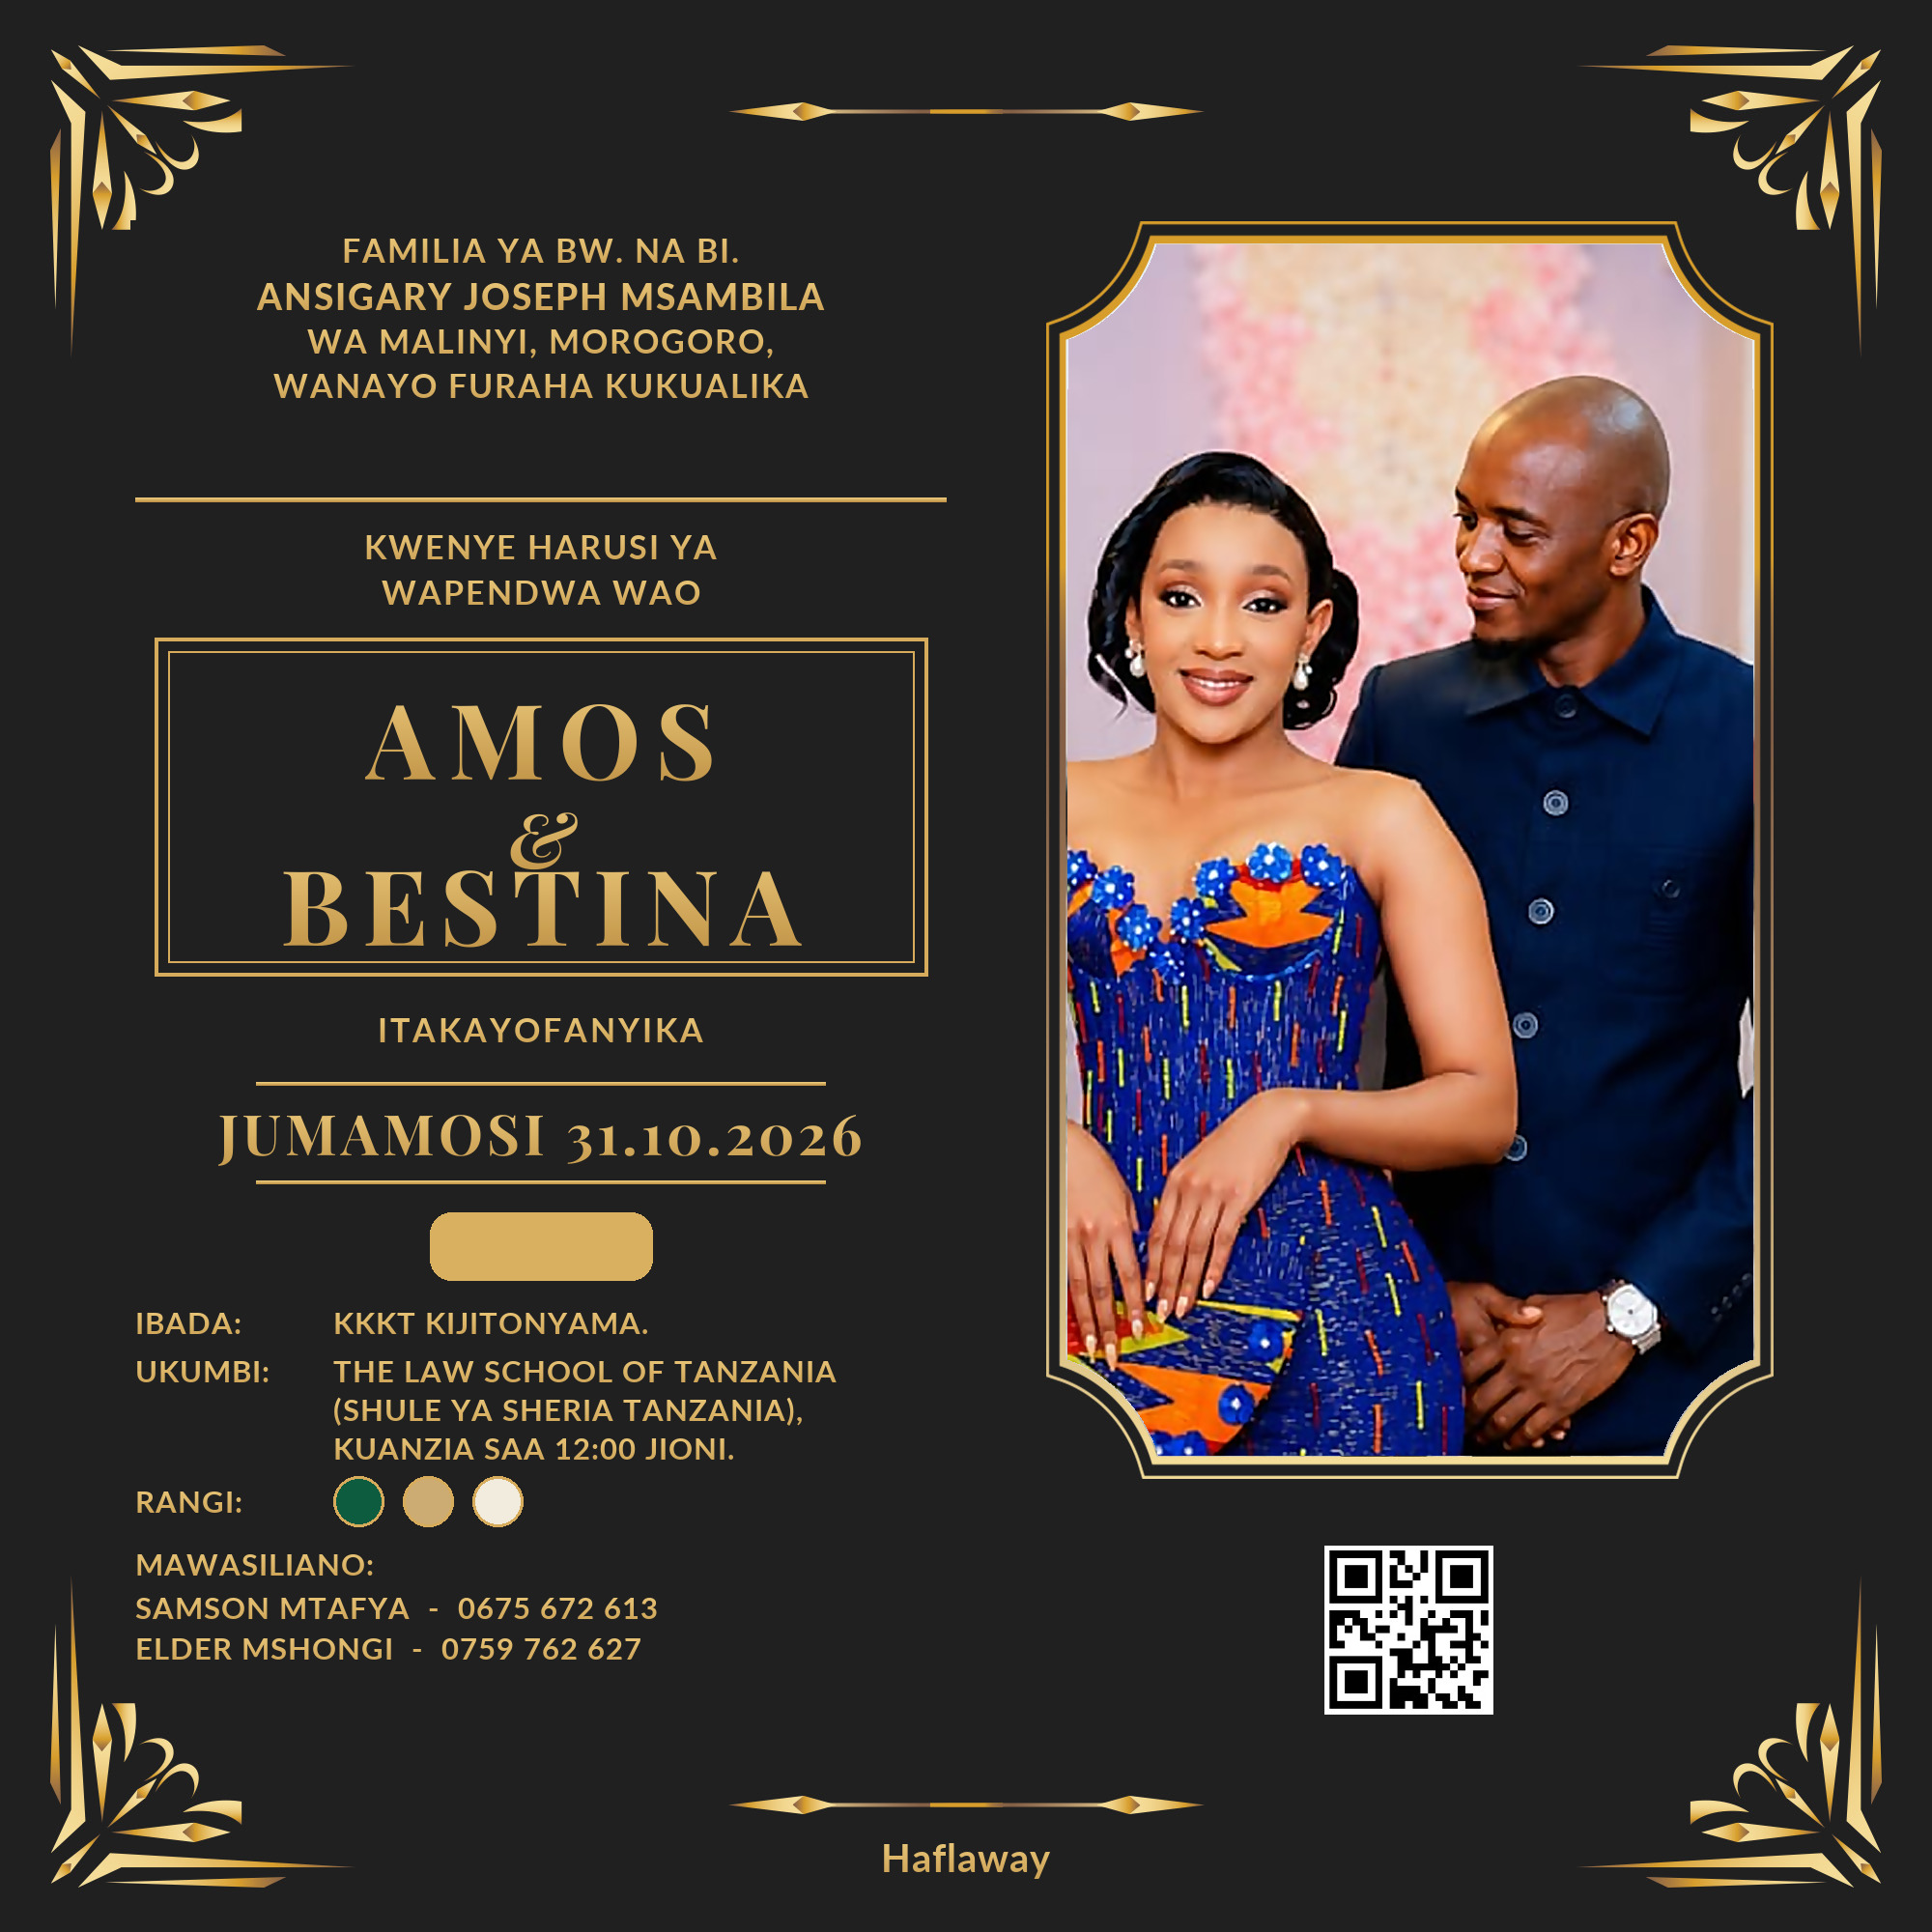 FAMILIA YA BW. NA BI.
ANSIGARY JOSEPH MSAMBILA
WA MALINYI, MOROGORO,
WANAYO FURAHA KUKUALIKA
KWENYE HARUSI YA
WAPENDWA WAO
AMOS
&
BESTINA
ITAKAYOFANYIKA
JUMAMOSI 31.10.2026
IBADA: KKKT KIJITONYAMA.
UKUMBI: THE LAW SCHOOL OF TANZANIA
(SHULE YA SHERIA TANZANIA),
KUANZIA SAA 12:00 JIONI.
RANGI:
MAWASILIANO:
SAMSON MTAFYA - 0675 672 613
ELDER MSHONGI - 0759 762 627
Haflaway